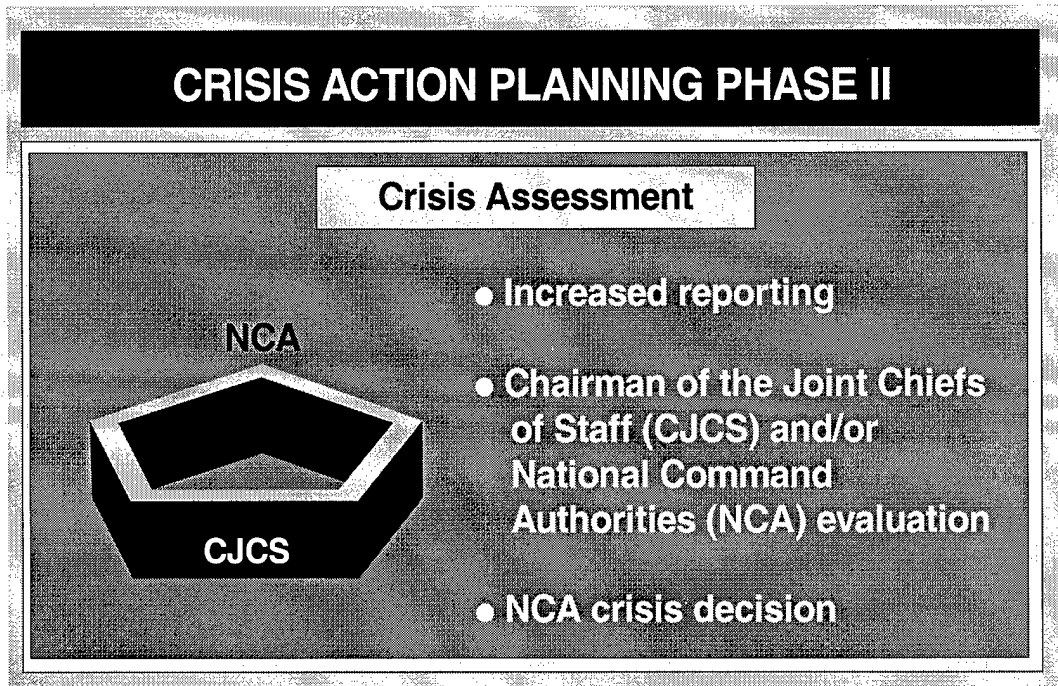 CRISIS ACTION PLANNING PHASE II
Crisis Assessment
NCA
CJCS
● Increased reporting
● Chairman of the Joint Chiefs
of Staff (CJCS) and/or
National Command
Authorities (NCA) evaluation
● NCA crisis decision